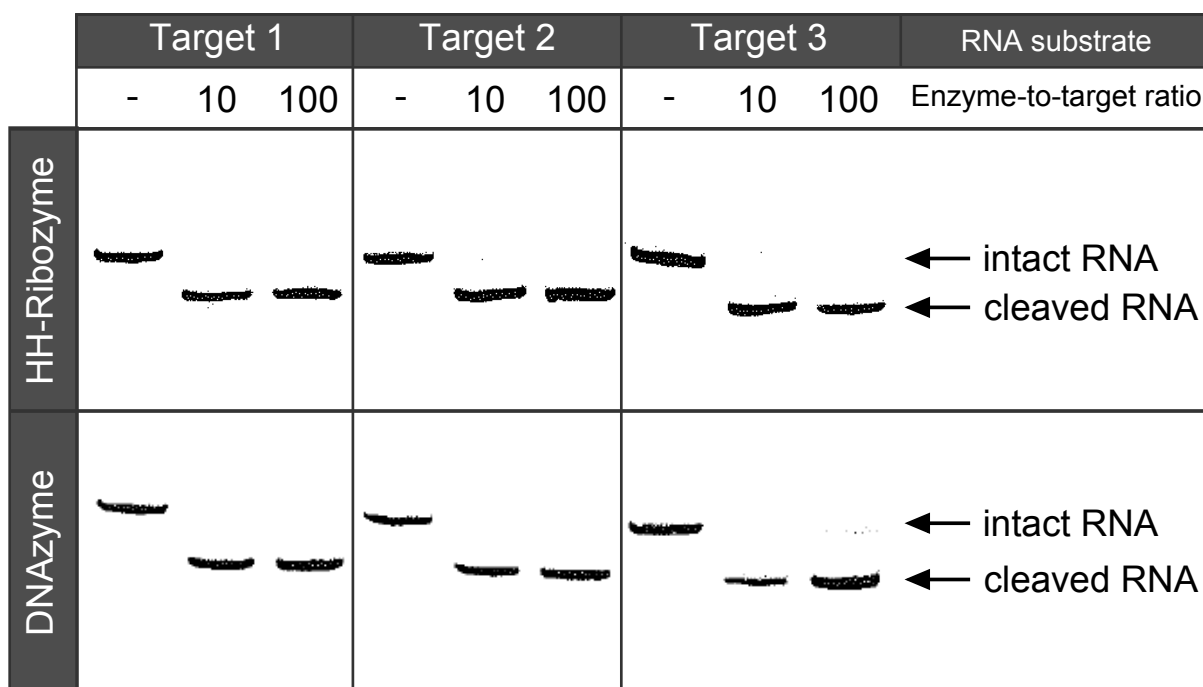 Target 1 Target 2 Target 3 RNA substrate
- 10 100 - 10 100 - 10 100 Enzyme-to-target ratio
HH-Ribozyme
intact RNA
cleaved RNA
DNAzyme
intact RNA
cleaved RNA